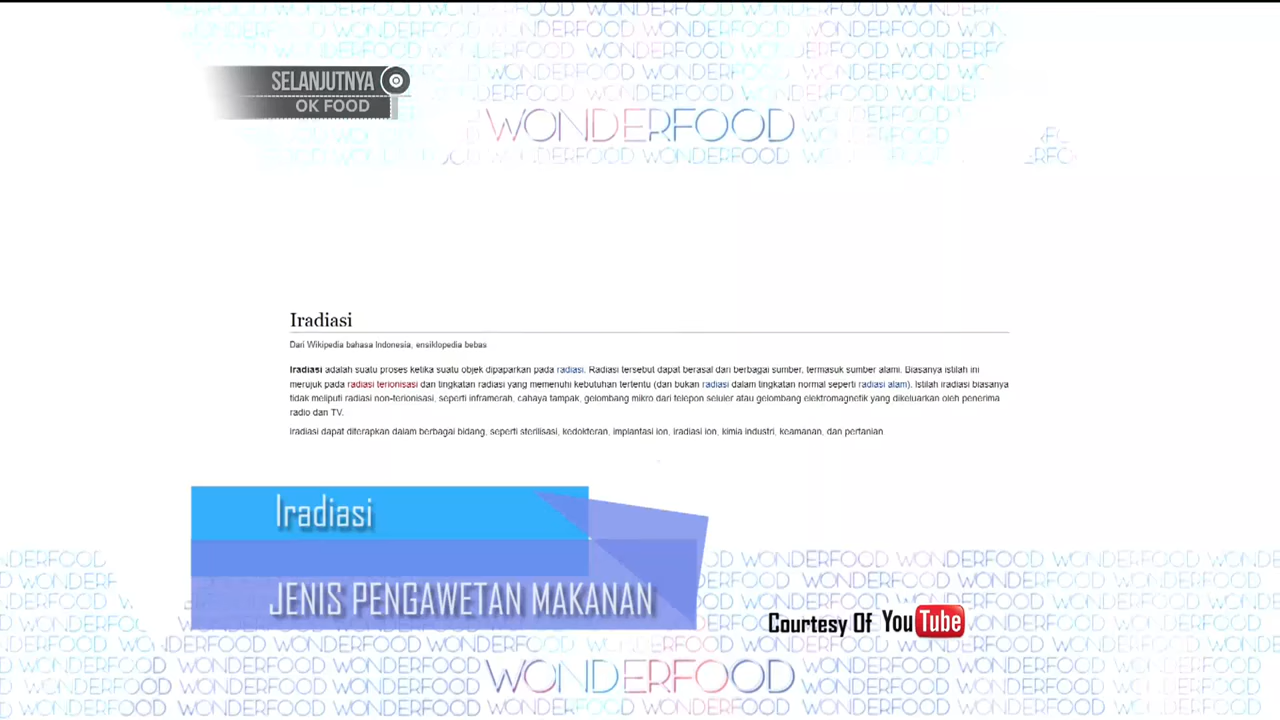 SELANJUTNYA
OK FOOD
WONDERFOOD
Iradiasi
Dari Wikipedia bahasa Indonesia, ensiklopedia bebas
Iradiasi adalah suatu proses ketika suatu objek dipaparkan pada radiasi. Radiasi tersebut dapat berasal dari berbagai sumber, termasuk sumber alami. Biasanya istilah ini
merujuk pada radiasi terionisasi dan tingkatan radiasi yang memenuhi kebutuhan tertentu (dan bukan radiasi dalam tingkatan normal seperti radiasi alam). Istilah iradiasi biasanya
tidak meliputi radiasi non-terionisasi, seperti inframerah, cahaya tampak, gelombang mikro dari telepon seluler atau gelombang elektromagnetik yang dikeluarkan oleh penerima
radio dan TV.
Iradiasi dapat diterapkan dalam berbagai bidang, seperti sterilisasi, kedokteran, implantasi ion, iradiasi ion, kimia industri, keamanan, dan pertanian
Iradiasi
JENIS PENGAWETAN MAKANAN
Courtesy Of YouTube
WONDERFOOD